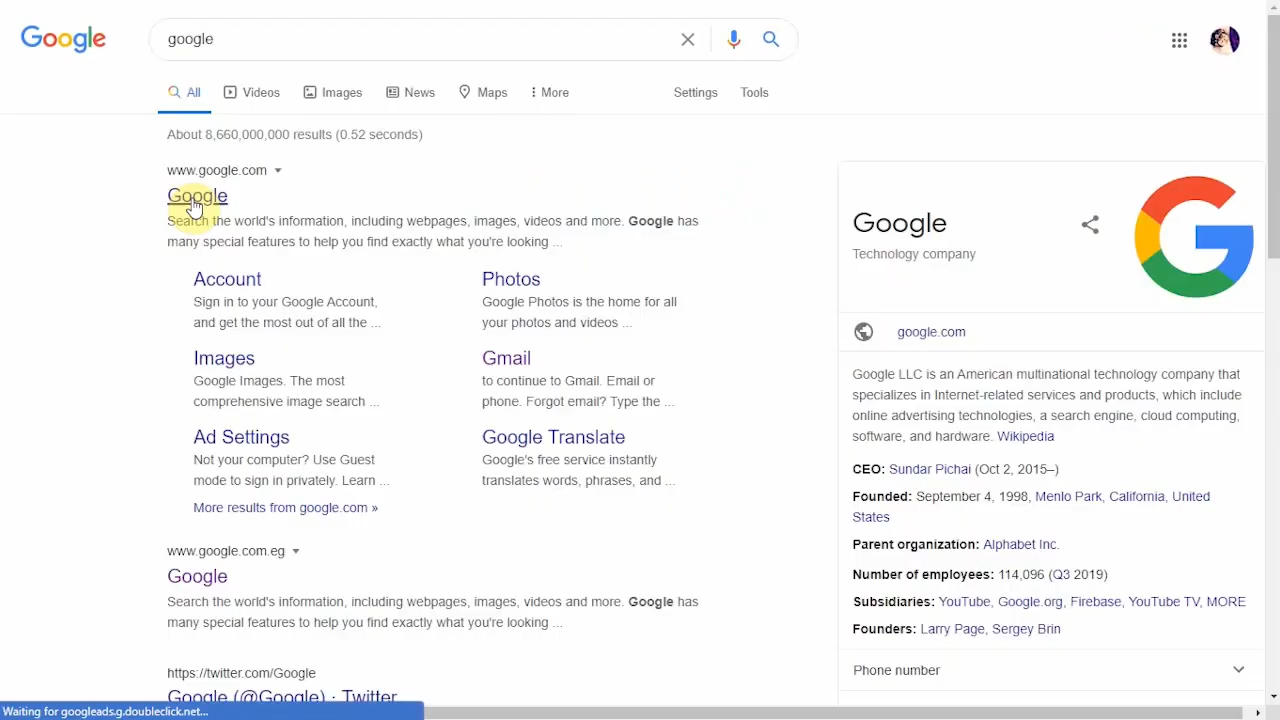 Google
google
All
Videos
Images
News
Maps
More
Settings
Tools
About 8,660,000,000 results (0.52 seconds)
www.google.com
Google
Search the world's information, including webpages, images, videos and more. Google has
many special features to help you find exactly what you're looking ...
Account
Sign in to your Google Account,
and get the most out of all the ...
Photos
Google Photos is the home for all
your photos and videos ...
Images
Google Images. The most
comprehensive image search ...
Gmail
to continue to Gmail. Email or
phone. Forgot email? Type the ...
Ad Settings
Not your computer? Use Guest
mode to sign in privately. Learn ...
Google Translate
Google's free service instantly
translates words, phrases, and ...
More results from google.com »
www.google.com.eg
Google
Search the world's information, including webpages, images, videos and more. Google has
many special features to help you find exactly what you're looking ...
https://twitter.com/Google
Google (@Google) · Twitter
Google
Technology company
google.com
Google LLC is an American multinational technology company that
specializes in Internet-related services and products, which include
online advertising technologies, a search engine, cloud computing,
software, and hardware. Wikipedia
CEO: Sundar Pichai (Oct 2, 2015–)
Founded: September 4, 1998, Menlo Park, California, United
States
Parent organization: Alphabet Inc.
Number of employees: 114,096 (Q3 2019)
Subsidiaries: YouTube, Google.org, Firebase, YouTube TV, MORE
Founders: Larry Page, Sergey Brin
Phone number
Waiting for googleads.g.doubleclick.net...